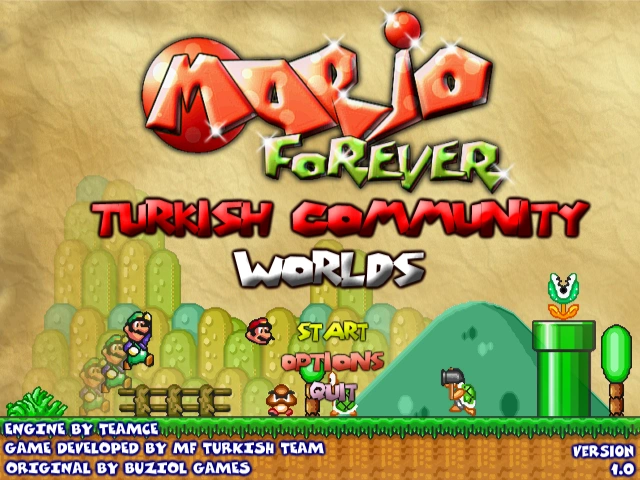 MARIO
FOREVER
TURKISH COMMUNITY
WORLDS
START
OPTIONS
QUIT
ENGINE BY TEAMCE
GAME DEVELOPED BY MF TURKISH TEAM
ORIGINAL BY BUZIOL GAMES
VERSION
1.0